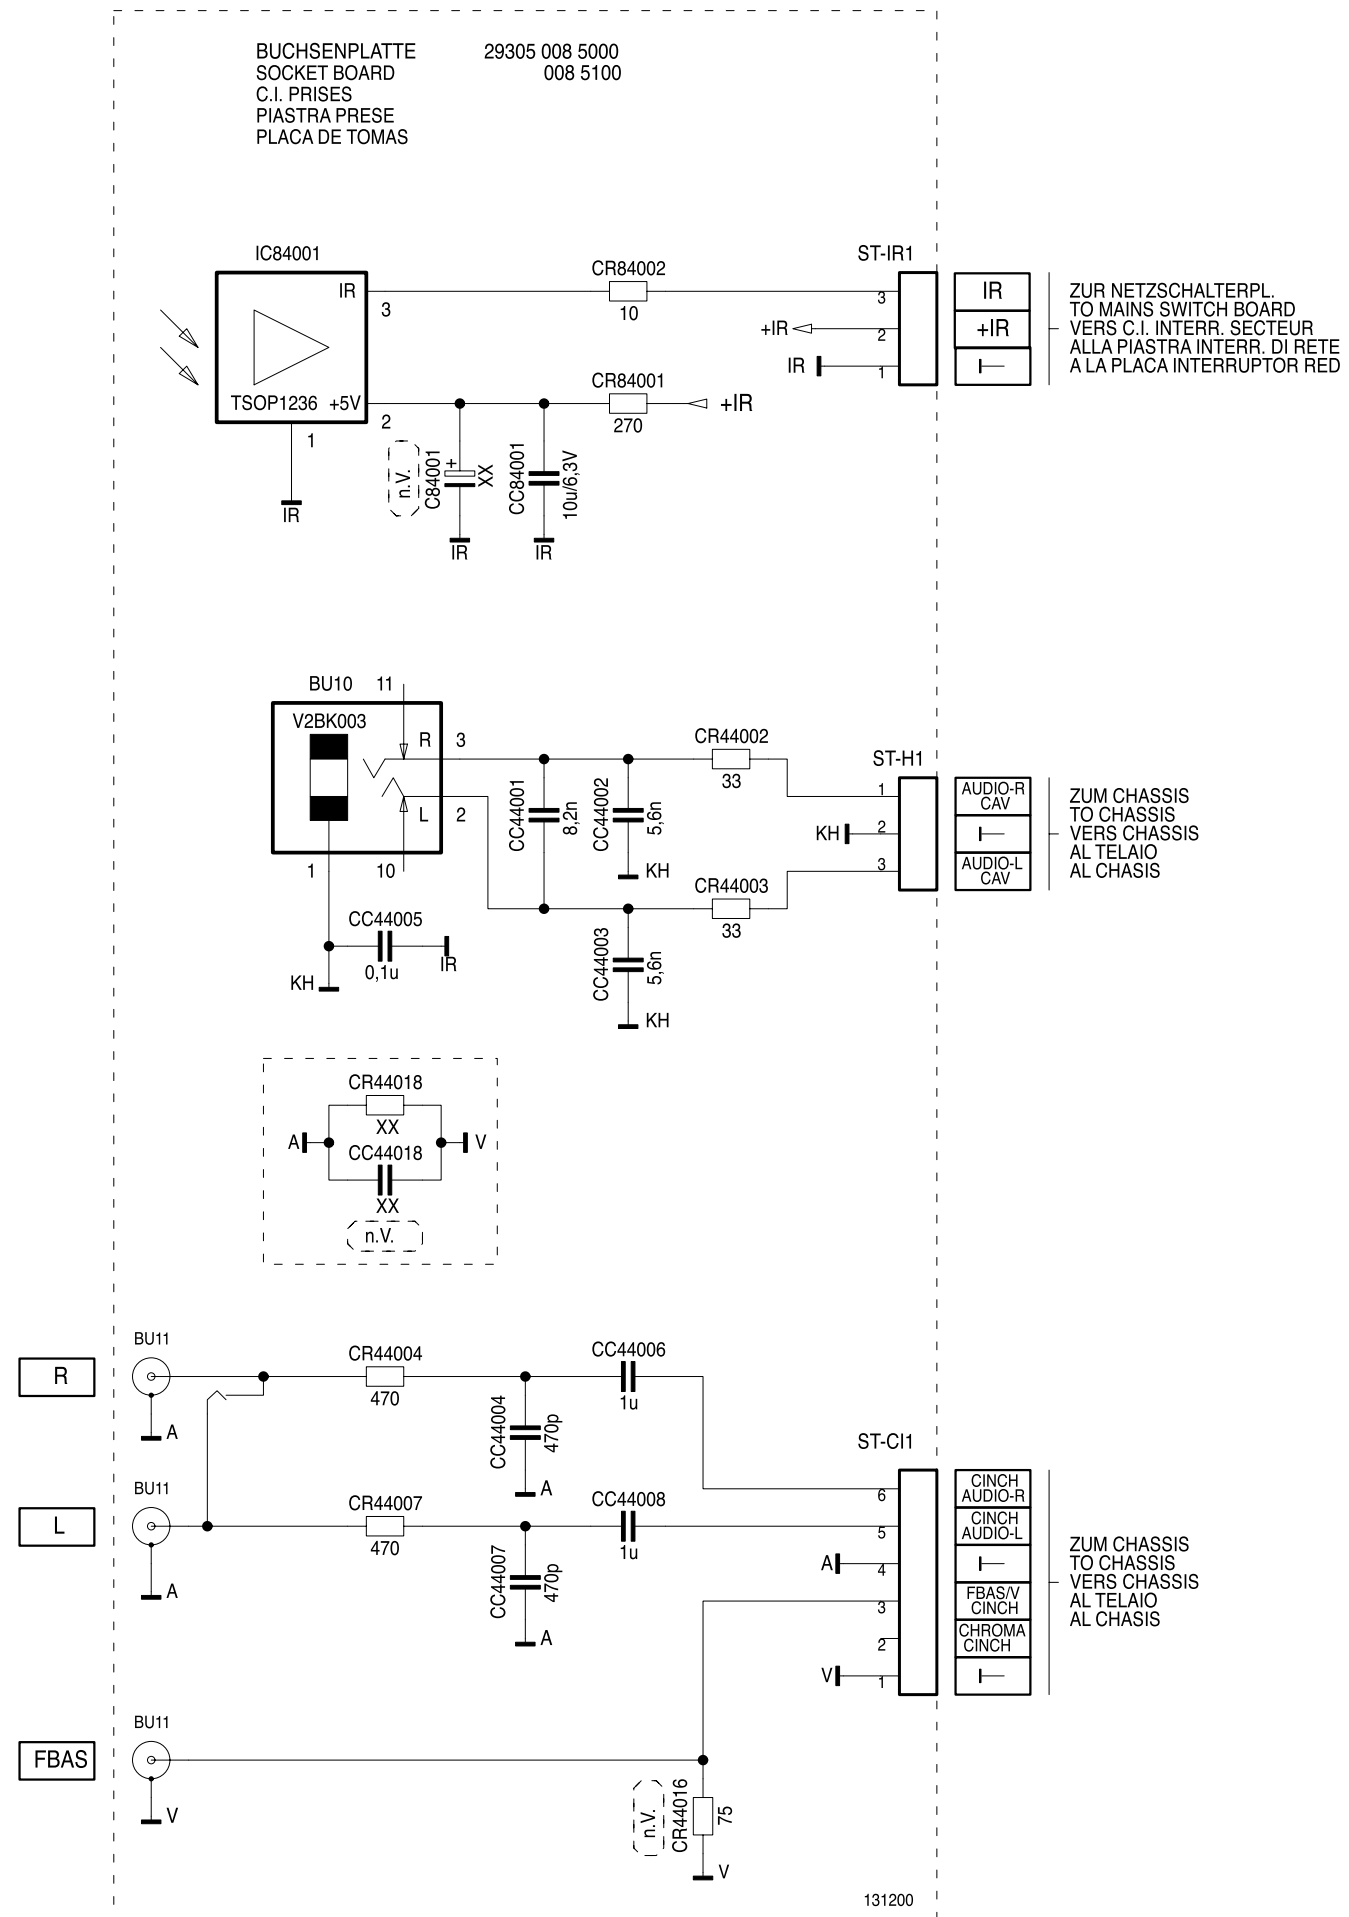 BUCHSENPLATTE 29305 008 5000
SOCKET BOARD 008 5100
C.I. PRISES
PIASTRA PRESE
PLACA DE TOMAS
IC84001
IR
3
TSOP1236 +5V
2
1
IR
CR84002
10
CR84001
270
+IR
n.V.
C84001
+
XX
IR
CC84001
10u/6,3V
IR
ST-IR1
3
+IR
2
IR
1
IR
+IR
ZUR NETZSCHALTERPL.
TO MAINS SWITCH BOARD
VERS C.I. INTERR. SECTEUR
ALLA PIASTRA INTERR. DI RETE
A LA PLACA INTERRUPTOR RED
BU10
11
V2BK003
R
3
L
2
1
10
CC44005
0,1u
IR
KH
CC44001
8,2n
CC44002
5,6n
KH
CR44002
33
CR44003
33
CC44003
5,6n
KH
ST-H1
1
KH
2
3
AUDIO-R
CAV
AUDIO-L
CAV
ZUM CHASSIS
TO CHASSIS
VERS CHASSIS
AL TELAIO
AL CHASIS
CR44018
XX
A
V
CC44018
XX
n.V.
R
BU11
A
CR44004
470
CC44004
470p
A
CC44006
1u
L
BU11
A
CR44007
470
CC44007
470p
A
CC44008
1u
ST-CI1
6
5
A
4
3
2
V
1
CINCH
AUDIO-R
CINCH
AUDIO-L
FBAS/V
CINCH
CHROMA
CINCH
ZUM CHASSIS
TO CHASSIS
VERS CHASSIS
AL TELAIO
AL CHASIS
FBAS
BU11
V
n.V.
CR44016
75
V
131200